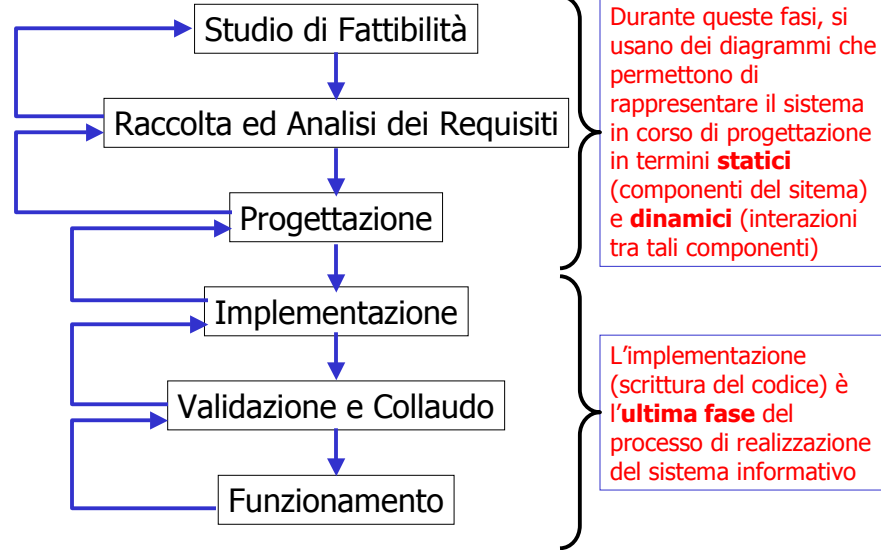 Studio di Fattibilità
Raccolta ed Analisi dei Requisiti
Progettazione
Implementazione
Validazione e Collaudo
Funzionamento
Durante queste fasi, si
usano dei diagrammi che
permettono di
rappresentare il sistema
in corso di progettazione
in termini statici
(componenti del sitema)
e dinamici (interazioni
tra tali componenti)
L’implementazione
(scrittura del codice) è
l’ultima fase del
processo di realizzazione
del sistema informativo